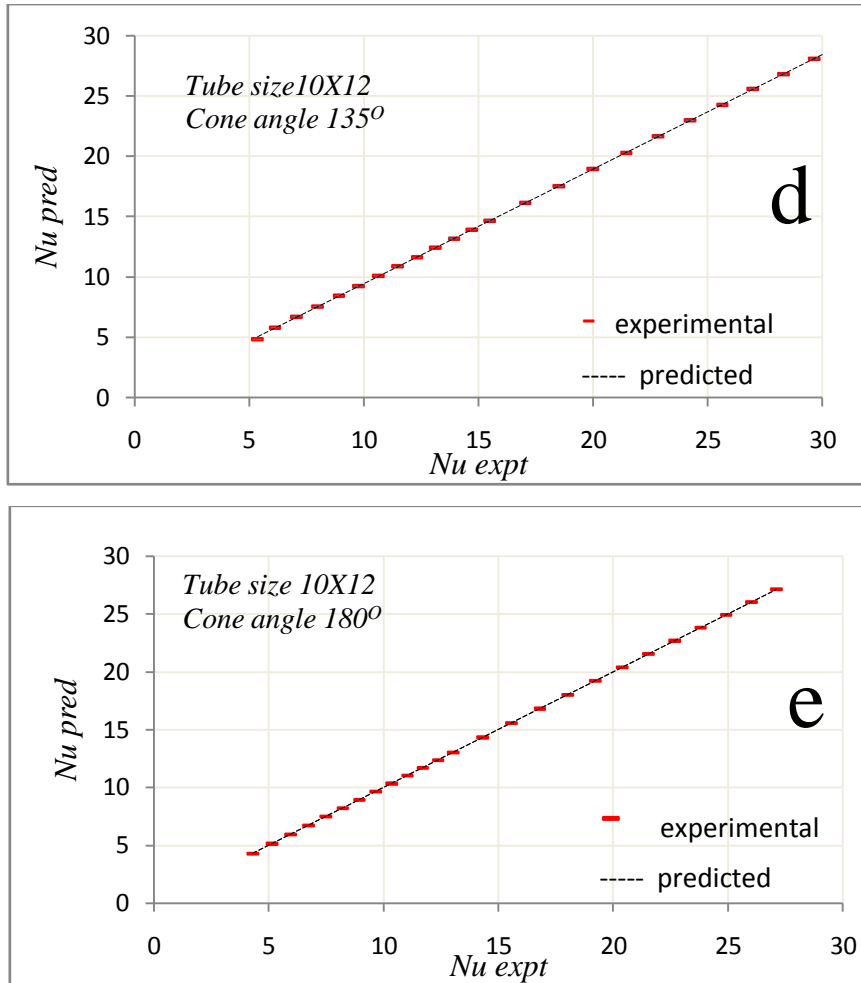 30
25
20
15
10
5
0
Nu pred
Tube size10X12
Cone angle 135O
d
experimental
predicted
0 5 10 15 20 25 30
Nu expt
30
25
20
15
10
5
0
Nu pred
Tube size 10X12
Cone angle 180O
e
experimental
predicted
0 5 10 15 20 25 30
Nu expt